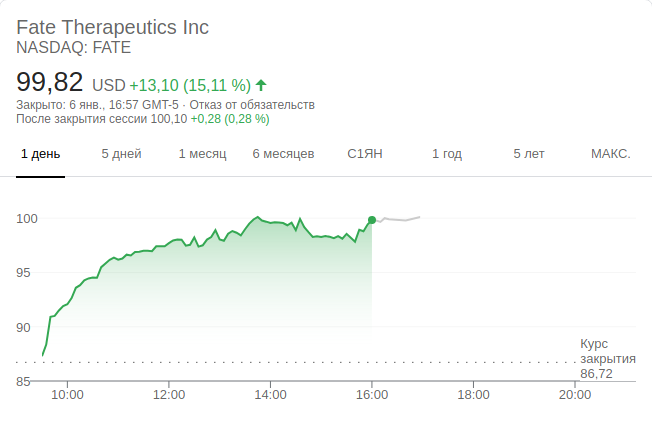 Fate Therapeutics Inc
NASDAQ: FATE
99,82 USD +13,10 (15,11 %)
Закрыто: 6 янв., 16:57 GMT-5 · Отказ от обязательств
После закрытия сессии 100,10 +0,28 (0,28 %)
1 день 5 дней 1 месяц 6 месяцев С1ЯН 1 год 5 лет МАКС.
100
95
90
Курс
закрытия
86,72
85
10:00 12:00 14:00 16:00 18:00 20:00